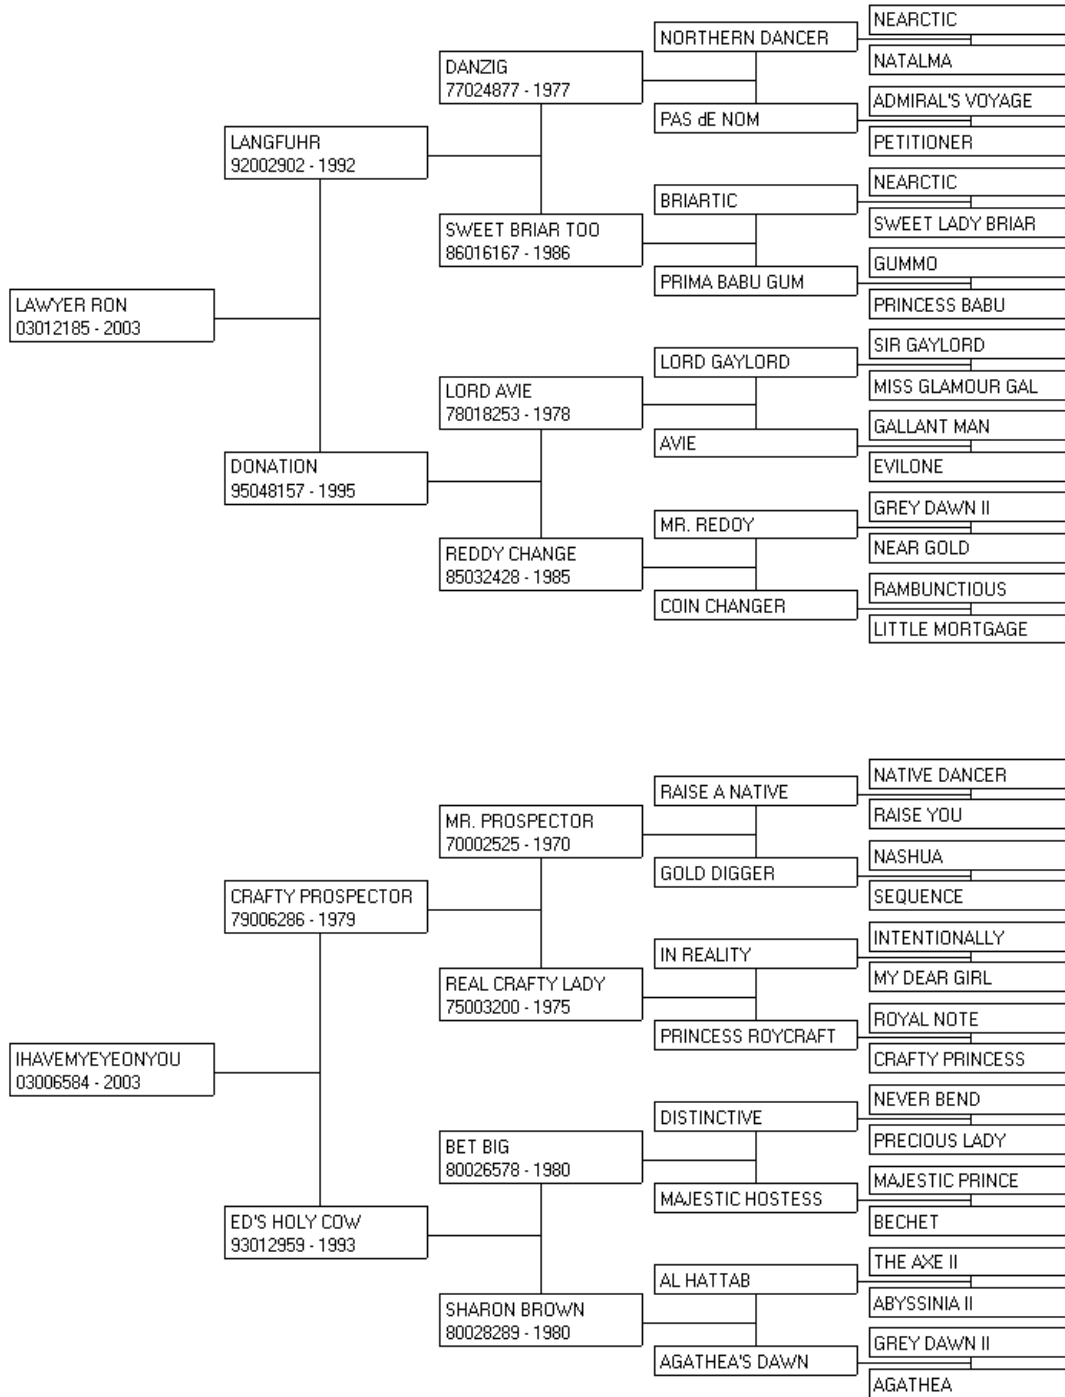 NEARCTIC
NORTHERN DANCER
NATALMA
DANZIG
77024877 - 1977
ADMIRAL'S VOYAGE
PAS dE NOM
PETITIONER
LANGFUHR
92002902 - 1992
NEARCTIC
BRIARTIC
SWEET LADY BRIAR
SWEET BRIAR TOO
86016167 - 1986
GUMMO
PRIMA BABU GUM
PRINCESS BABU
LAWYER RON
03012185 - 2003
SIR GAYLORD
LORD GAYLORD
MISS GLAMOUR GAL
LORD AVIE
78018253 - 1978
GALLANT MAN
AVIE
EVILONE
DONATION
95048157 - 1995
GREY DAWN II
MR. REDOY
NEAR GOLD
REDDY CHANGE
85032428 - 1985
RAMBUNCTIOUS
COIN CHANGER
LITTLE MORTGAGE
NATIVE DANCER
RAISE A NATIVE
RAISE YOU
MR. PROSPECTOR
70002525 - 1970
NASHUA
GOLD DIGGER
SEQUENCE
CRAFTY PROSPECTOR
79006286 - 1979
INTENTIONALLY
IN REALITY
MY DEAR GIRL
REAL CRAFTY LADY
75003200 - 1975
ROYAL NOTE
PRINCESS ROYCRAFT
CRAFTY PRINCESS
IHAVEMYEYEONYOU
03006584 - 2003
NEVER BEND
DISTINCTIVE
PRECIOUS LADY
BET BIG
80026578 - 1980
MAJESTIC PRINCE
MAJESTIC HOSTESS
BECHET
ED'S HOLY COW
93012959 - 1993
THE AXE II
AL HATTAB
ABYSSINIA II
SHARON BROWN
80028289 - 1980
GREY DAWN II
AGATHEA'S DAWN
AGATHEA